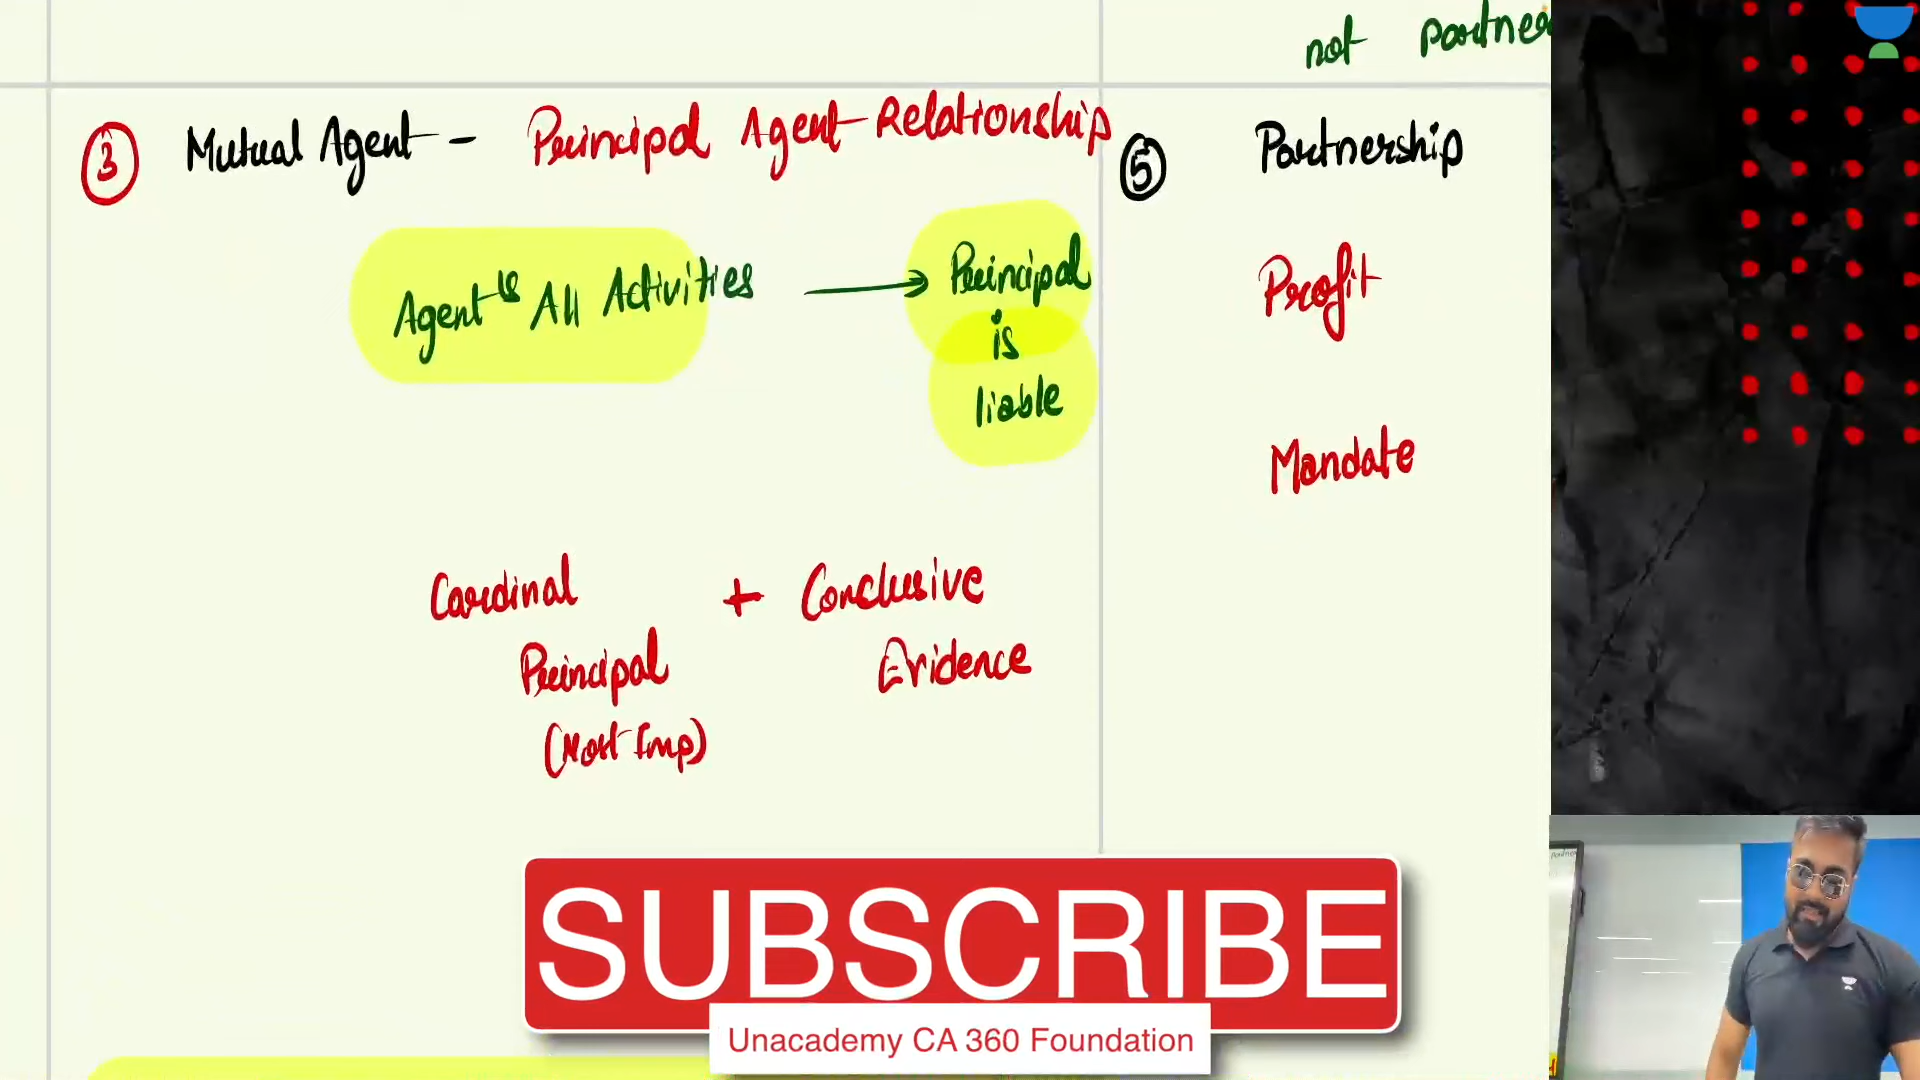 not partner
③ Mutual Agent - Principal Agent Relationship
Agent's All Activities → Principal
is
liable
Cardinal + Conclusive
Principal Evidence
(Most Imp)
⑤ Partnership
Profit
Mandate
SUBSCRIBE
Unacademy CA 360 Foundation